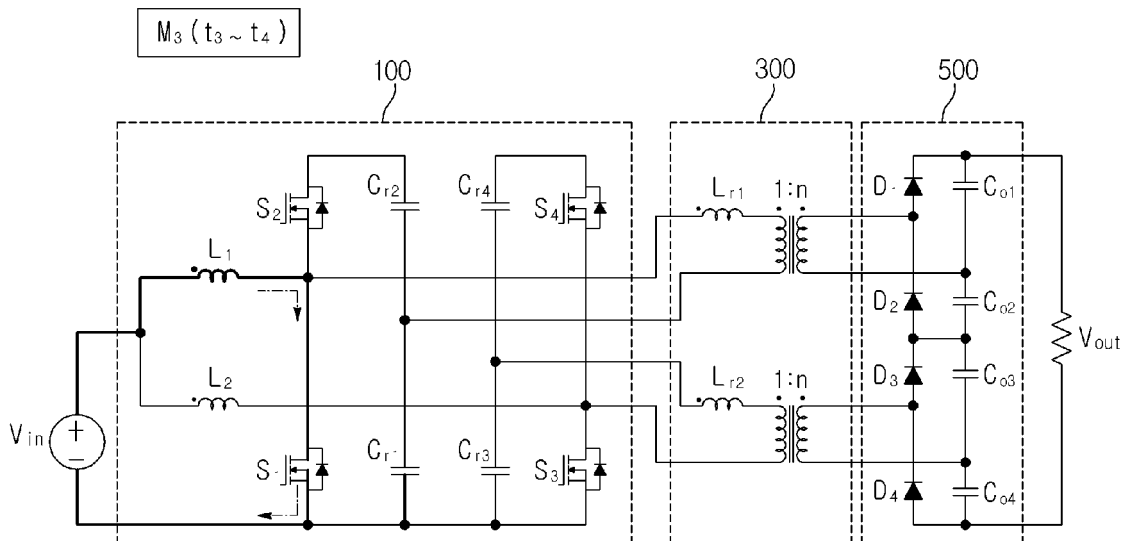 M3 (t3 ~ t4)
100
300
500
Cr2
Cr4
S2
S4
Lr1
1:n
D-
Co1
L1
D2
Co2
Vout
L2
Lr2
1:n
D3
Co3
Vin
S-
Cr-
Cr3
S3
D4
Co4